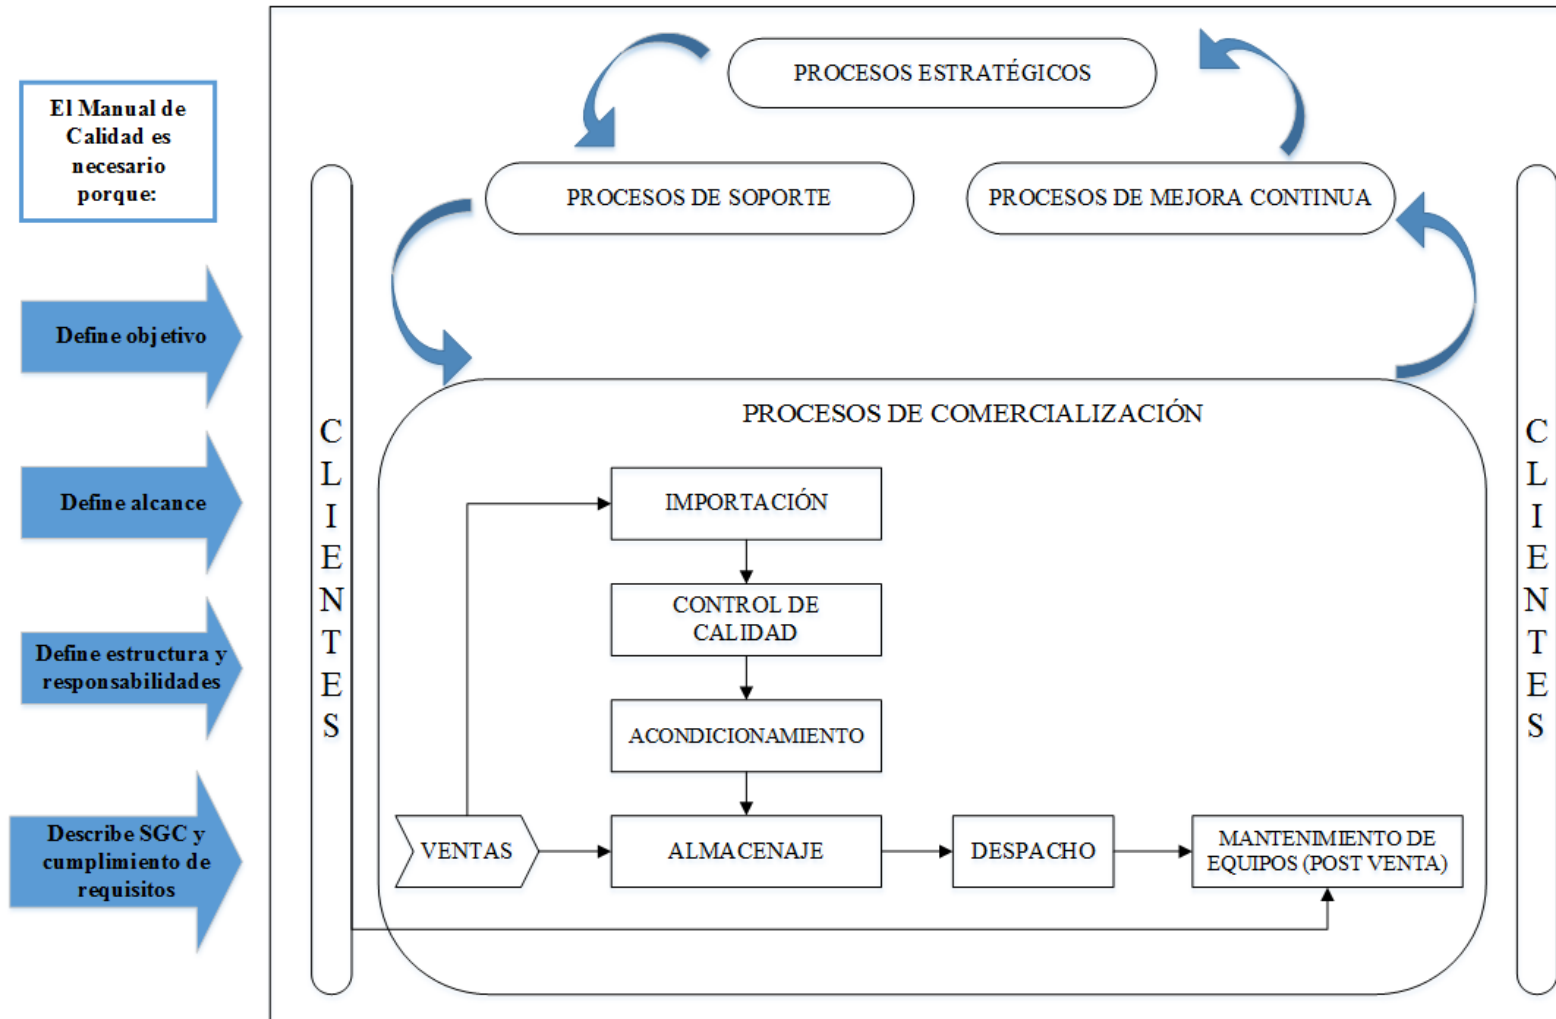 El Manual de
Calidad es
necesario
porque:
Define objetivo
Define alcance
Define estructura y
responsabilidades
Describe SGC y
cumplimiento de
requisitos
CLIENTES
PROCESOS ESTRATÉGICOS
PROCESOS DE SOPORTE
PROCESOS DE MEJORA CONTINUA
PROCESOS DE COMERCIALIZACIÓN
IMPORTACIÓN
CONTROL DE
CALIDAD
ACONDICIONAMIENTO
VENTAS
ALMACENAJE
DESPACHO
MANTENIMIENTO DE
EQUIPOS (POST VENTA)
CLIENTES